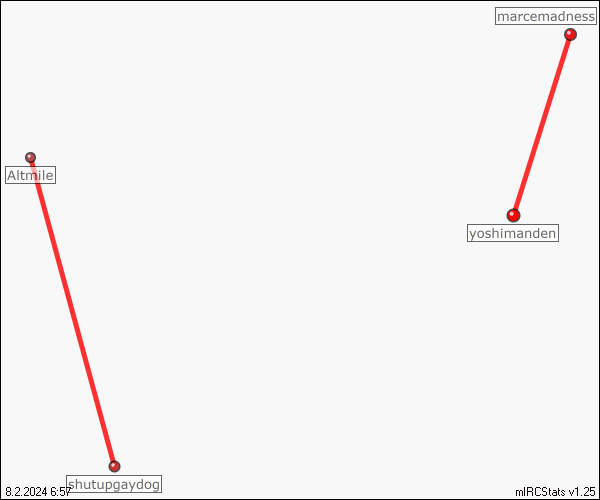 marcemadness
Altmile
yoshimanden
shutupgaydog
8.2.2024 6:57
mIRCStats v1.25